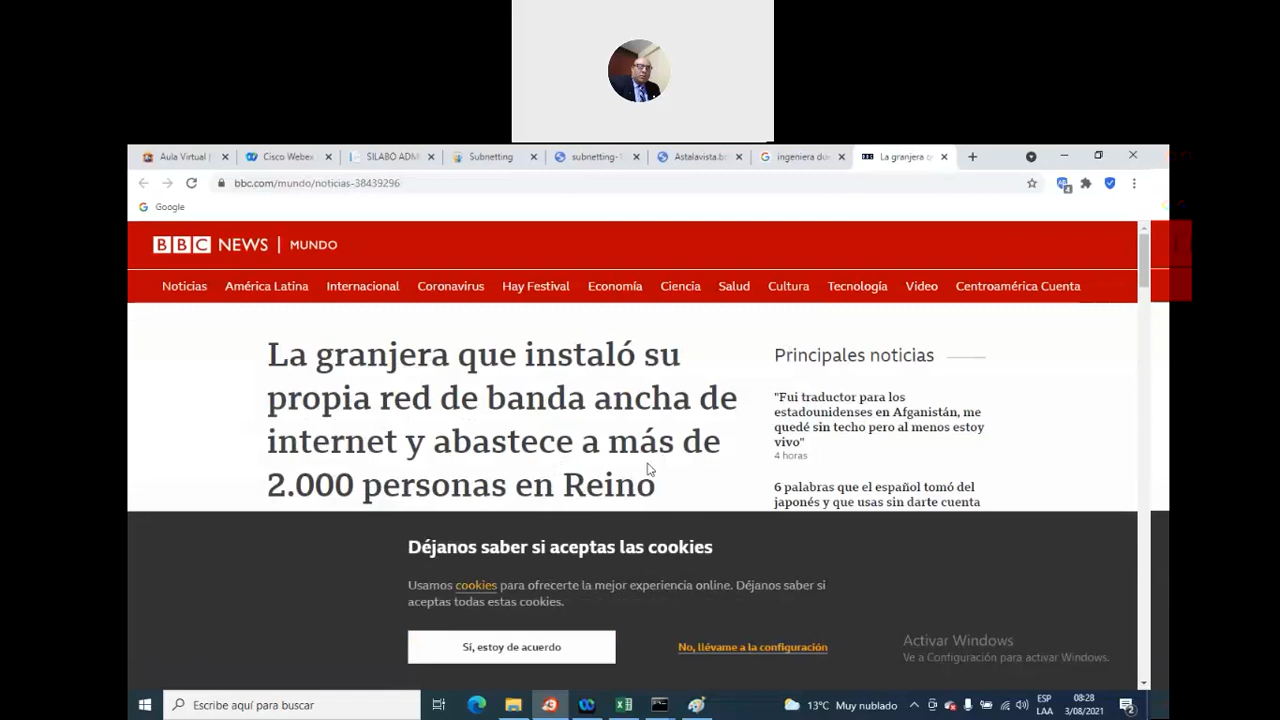 Aula Virtual |
Cisco Webex
SILABO ADM
Subnetting
subnetting-1
Astalavista.b
ingeniera du
La granjera q
bbc.com/mundo/noticias-38439296
Google
BBC NEWS | MUNDO
Noticias América Latina Internacional Coronavirus Hay Festival Economía Ciencia Salud Cultura Tecnología Video Centroamérica Cuenta
La granjera que instaló su
propia red de banda ancha de
internet y abastece a más de
2.000 personas en Reino
Principales noticias
"Fui traductor para los
estadounidenses en Afganistán, me
quedé sin techo pero al menos estoy
vivo"
4 horas
6 palabras que el español tomó del
japonés y que usas sin darte cuenta
Déjanos saber si aceptas las cookies
Usamos cookies para ofrecerte la mejor experiencia online. Déjanos saber si
aceptas todas estas cookies.
Sí, estoy de acuerdo
No, llévame a la configuración
Activar Windows
Ve a Configuración para activar Windows.
Escribe aquí para buscar
13°C Muy nublado
ESP
LAA
08:28
3/08/2021
2